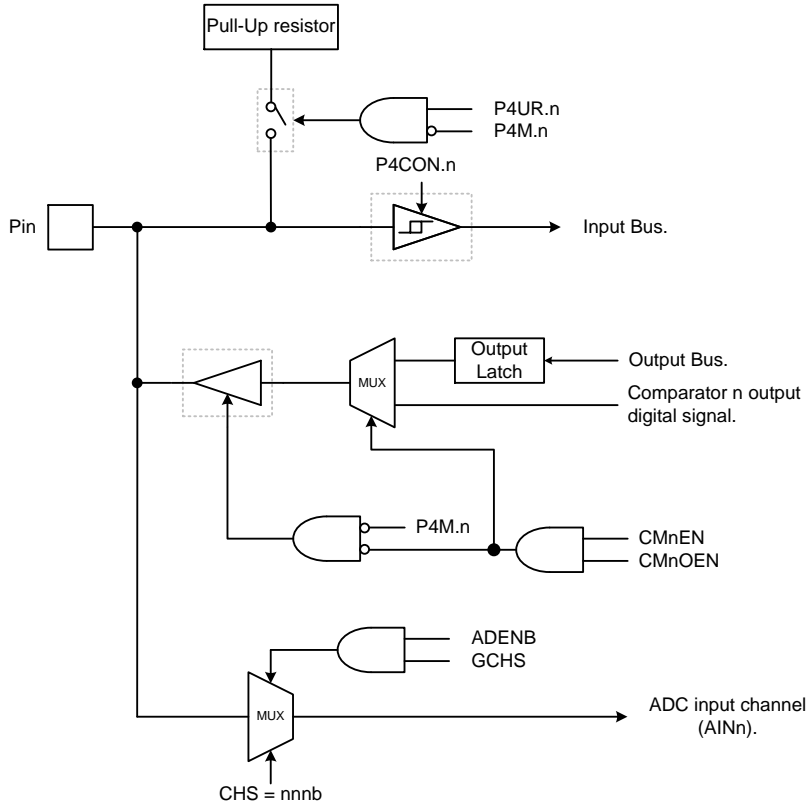 Pull-Up resistor
P4UR.n
P4M.n
P4CON.n
Pin
Input Bus.
Output
Latch
Output Bus.
MUX
Comparator n output
digital signal.
P4M.n
CMnEN
CMnOEN
ADENB
GCHS
MUX
ADC input channel
(AINn).
CHS = nnnb